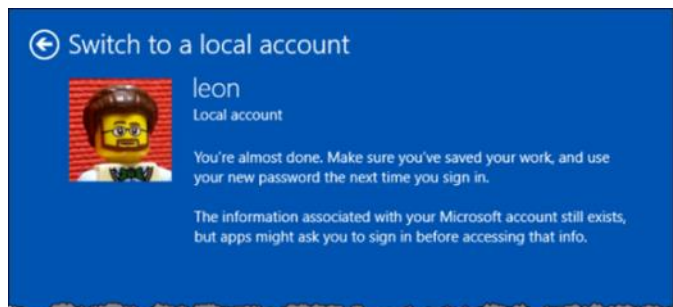 Switch to a local account
leon
Local account
You're almost done. Make sure you've saved your work, and use
your new password the next time you sign in.
The information associated with your Microsoft account still exists,
but apps might ask you to sign in before accessing that info.